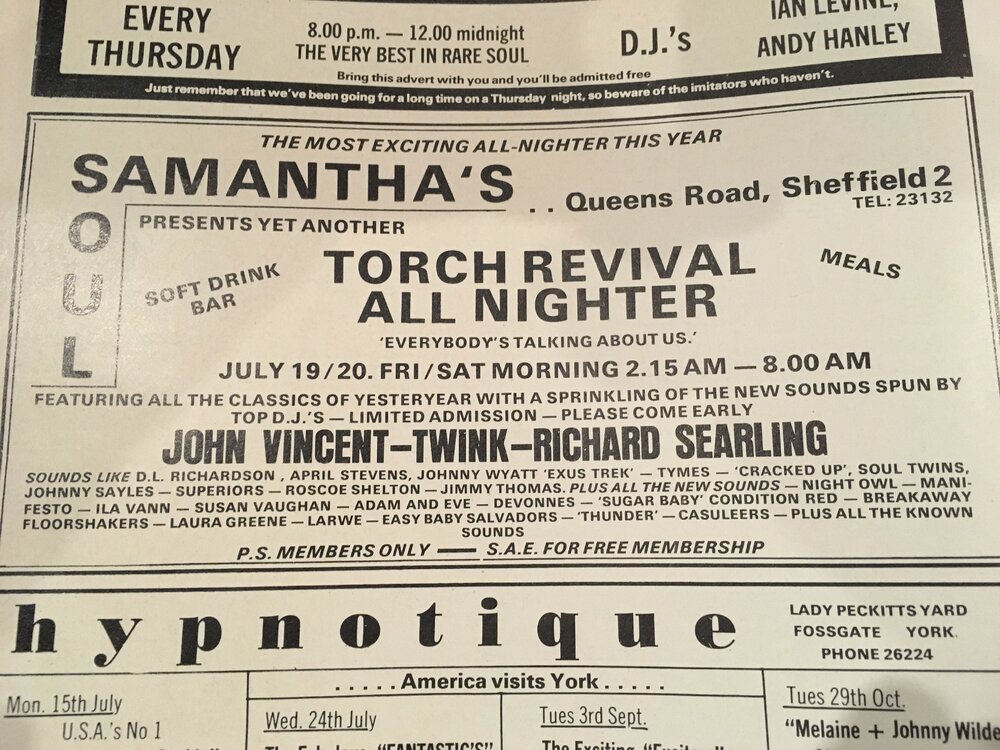 EVERY
THURSDAY
8.00 p.m. — 12.00 midnight
THE VERY BEST IN RARE SOUL
D.J.'s
IAN LEVINE,
ANDY HANLEY
Bring this advert with you and you'll be admitted free
Just remember that we've been going for a long time on a Thursday night, so beware of the imitators who haven't.
THE MOST EXCITING ALL-NIGHTER THIS YEAR
SAMANTHA'S
. . Queens Road, Sheffield 2
TEL: 23132
SOUL
PRESENTS YET ANOTHER
SOFT DRINK
BAR
TORCH REVIVAL
ALL NIGHTER
MEALS
'EVERYBODY'S TALKING ABOUT US.'
JULY 19/20. FRI/SAT MORNING 2.15 AM — 8.00 AM
FEATURING ALL THE CLASSICS OF YESTERYEAR WITH A SPRINKLING OF THE NEW SOUNDS SPUN BY
TOP D.J.'S — LIMITED ADMISSION — PLEASE COME EARLY
JOHN VINCENT—TWINK—RICHARD SEARLING
SOUNDS LIKE D.L. RICHARDSON , APRIL STEVENS, JOHNNY WYATT 'EXUS TREK' — TYMES — 'CRACKED UP', SOUL TWINS,
JOHNNY SAYLES — SUPERIORS — ROSCOE SHELTON — JIMMY THOMAS. PLUS ALL THE NEW SOUNDS — NIGHT OWL — MANI-
FESTO — ILA VANN — SUSAN VAUGHAN — ADAM AND EVE — DEVONNES — 'SUGAR BABY' CONDITION RED — BREAKAWAY
FLOORSHAKERS — LAURA GREENE — LARWE — EASY BABY SALVADORS — 'THUNDER' — CASULEERS — PLUS ALL THE KNOWN
SOUNDS
P.S. MEMBERS ONLY —— S.A.E. FOR FREE MEMBERSHIP
hypnotique
LADY PECKITTS YARD
FOSSGATE YORK.
PHONE 26224
. . . . . America visits York . . . . .
Mon. 15th July
U.S.A.'s No 1
Wed. 24th July
The Fabulous "FANTASTIC'S"
Tues 3rd Sept.
The Exciting
Tues 29th Oct.
"Melaine + Johnny Wilde